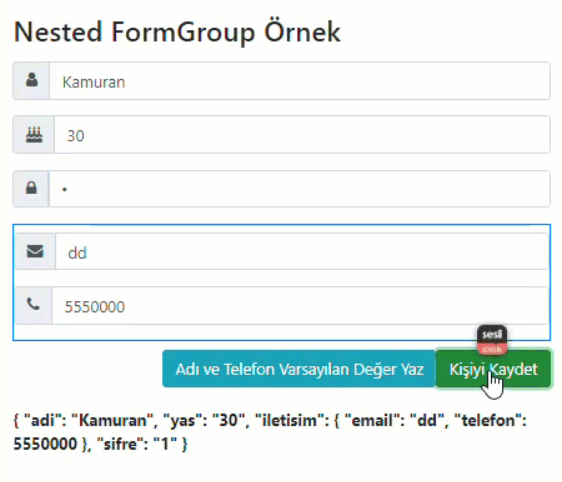 Nested FormGroup Örnek
Kamuran
30
•
dd
5550000
sesli
Adı ve Telefon Varsayılan Değer Yaz
Kişiyi Kaydet
{ "adi": "Kamuran", "yas": "30", "iletisim": { "email": "dd", "telefon":
5550000 }, "sifre": "1" }